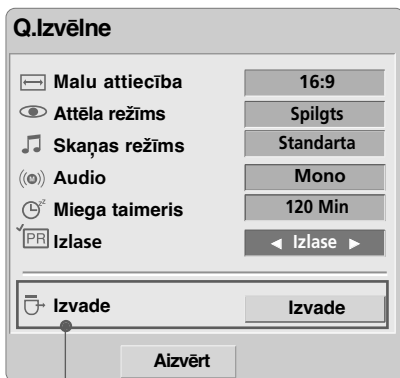 Q.Izvēlne
Malu attiecība 16:9
Attēla režīms Spilgts
Skaņas režīms Standarta
Audio Mono
Miega taimeris 120 Min
PR Izlase ◄ Izlase ►
Izvade Izvade
Aizvērt